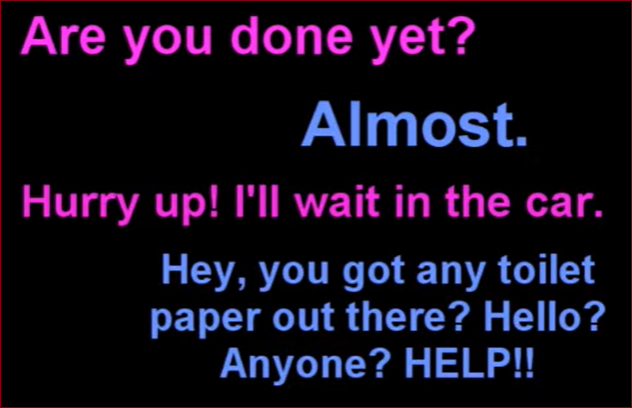 Are you done yet?
Almost.
Hurry up! I'll wait in the car.
Hey, you got any toilet
paper out there? Hello?
Anyone? HELP!!